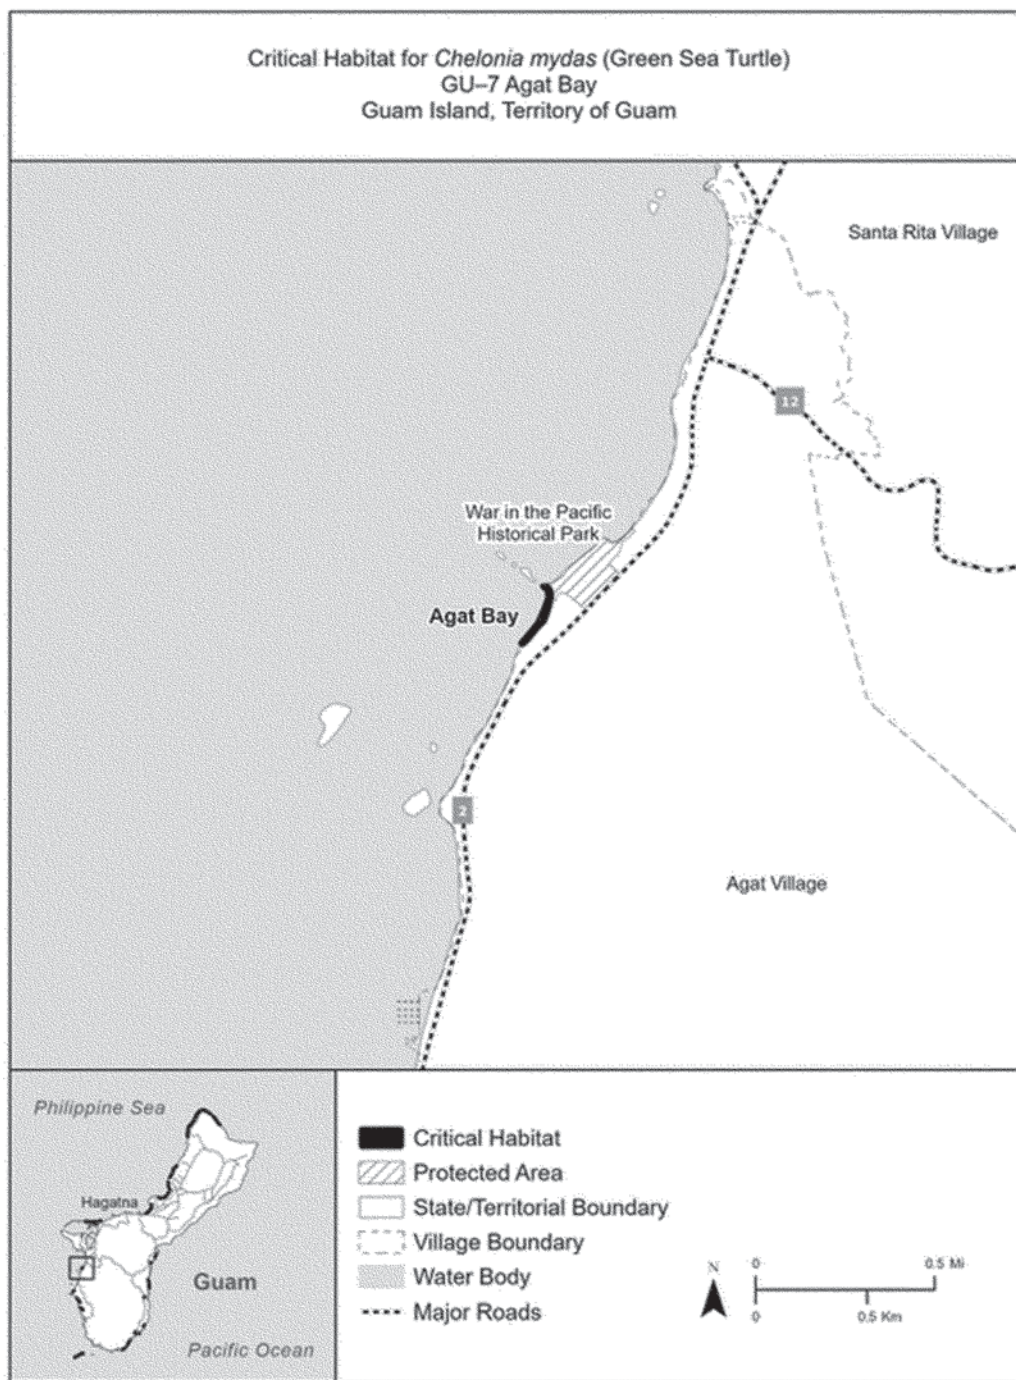 Critical Habitat for Chelonia mydas (Green Sea Turtle)
GU–7 Agat Bay
Guam Island, Territory of Guam
Santa Rita Village
12
War in the Pacific
Historical Park
Agat Bay
2
Agat Village
Philippine Sea
Hagatna
Guam
Pacific Ocean
Critical Habitat
Protected Area
State/Territorial Boundary
Village Boundary
Water Body
Major Roads
N
0 0.5 Mi
0 0.5 Km